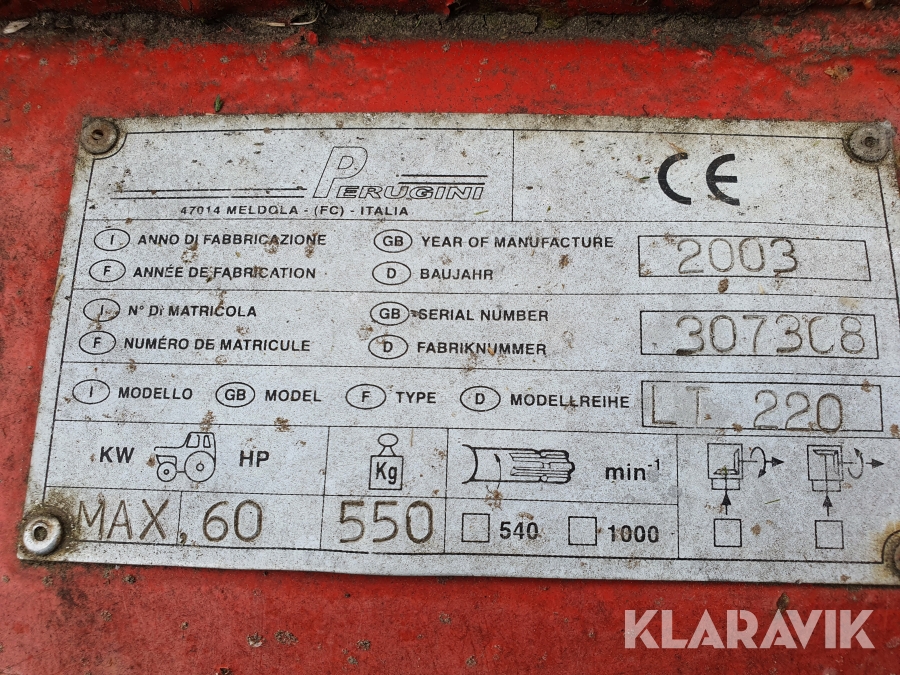 PERUGINI
47014 MELDOLA - (FC) - ITALIA
CE
I ANNO DI FABBRICAZIONE GB YEAR OF MANUFACTURE 2003
F ANNÉE DE FABRICATION D BAUJAHR
I N° DI MATRICOLA GB SERIAL NUMBER 3073C8
F NUMÉRO DE MATRICULE D FABRIKNUMMER
I MODELLO GB MODEL F TYPE D MODELLREIHE LT 220
KW HP Kg min-1
MAX 60 550 540 1000
KLARAVIK